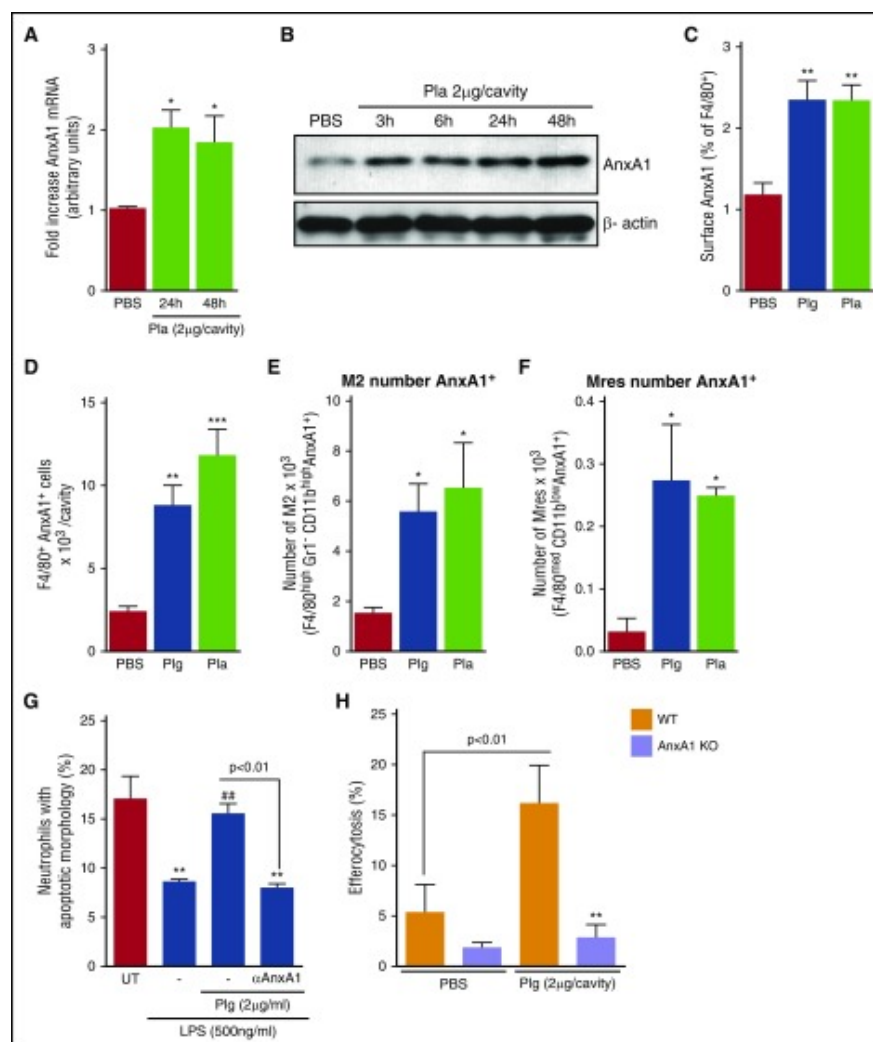 A
Fold increase AnxA1 mRNA
(arbitrary units)
3
2
1
0
*
*
PBS
24h
48h
Pla (2μg/cavity)
B
Pla 2μg/cavity
PBS
3h
6h
24h
48h
AnxA1
β- actin
C
Surface AnxA1 (% of F4/80⁺)
3
2
1
0
**
**
PBS
Plg
Pla
D
F4/80⁺ AnxA1⁺ cells
x 10³ /cavity
15
10
5
0
**
***
PBS
Plg
Pla
E
M2 number AnxA1⁺
Number of M2 x 10³
(F4/80ʰⁱᵍʰ Gr1⁻ CD11bʰⁱᵍʰAnxA1⁺)
10
8
6
4
2
0
*
*
PBS
Plg
Pla
F
Mres number AnxA1⁺
Number of Mres x 10³
(F4/80ᵐᵉᵈ CD11bˡᵒʷAnxA1⁺)
0.4
0.3
0.2
0.1
0.0
*
*
PBS
Plg
Pla
G
Neutrophils with
apoptotic morphology (%)
25
20
15
10
5
0
p<0.01
**
##
**
UT
-
-
αAnxA1
Plg (2μg/ml)
LPS (500ng/ml)
H
Efferocytosis (%)
25
20
15
10
5
0
p<0.01
**
PBS
Plg (2μg/cavity)
WT
AnxA1 KO